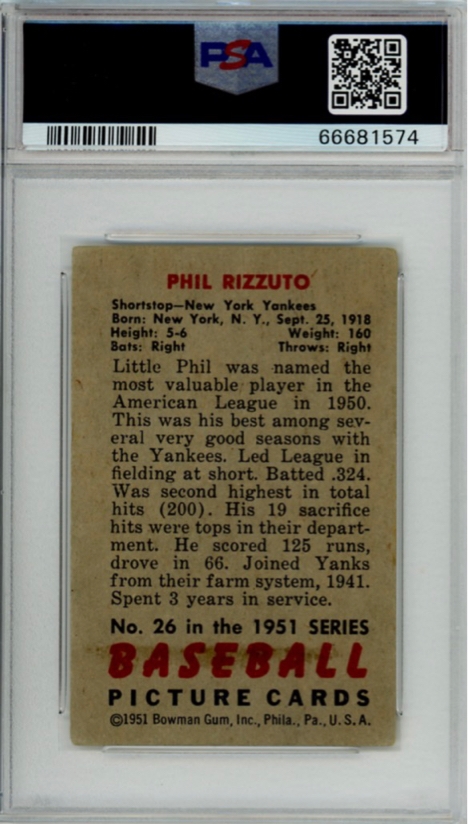 PSA
66681574
PHIL RIZZUTO
Shortstop—New York Yankees
Born: New York, N. Y., Sept. 25, 1918
Height: 5-6 Weight: 160
Bats: Right Throws: Right
Little Phil was named the
most valuable player in the
American League in 1950.
This was his best among sev-
eral very good seasons with
the Yankees. Led League in
fielding at short. Batted .324.
Was second highest in total
hits (200). His 19 sacrifice
hits were tops in their depart-
ment. He scored 125 runs,
drove in 66. Joined Yanks
from their farm system, 1941.
Spent 3 years in service.
No. 26 in the 1951 SERIES
BASEBALL
PICTURE CARDS
©1951 Bowman Gum, Inc., Phila., Pa., U. S. A.